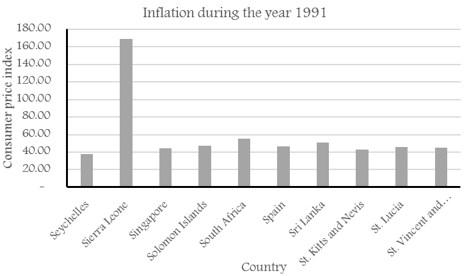 Inflation during the year 1991
Consumer price index
180.00
160.00
140.00
120.00
100.00
80.00
60.00
40.00
20.00
-
Seychelles
Sierra Leone
Singapore
Solomon Islands
South Africa
Spain
Sri Lanka
St. Kitts and Nevis
St. Lucia
St. Vincent and...
Country